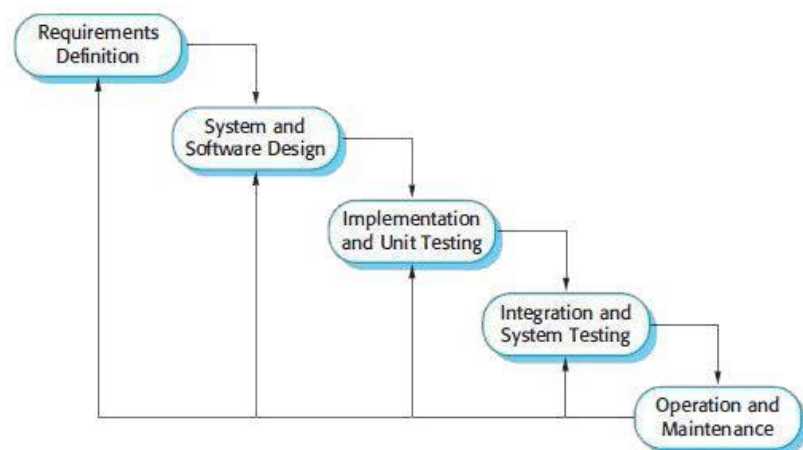 Requirements
Definition
System and
Software Design
Implementation
and Unit Testing
Integration and
System Testing
Operation and
Maintenance